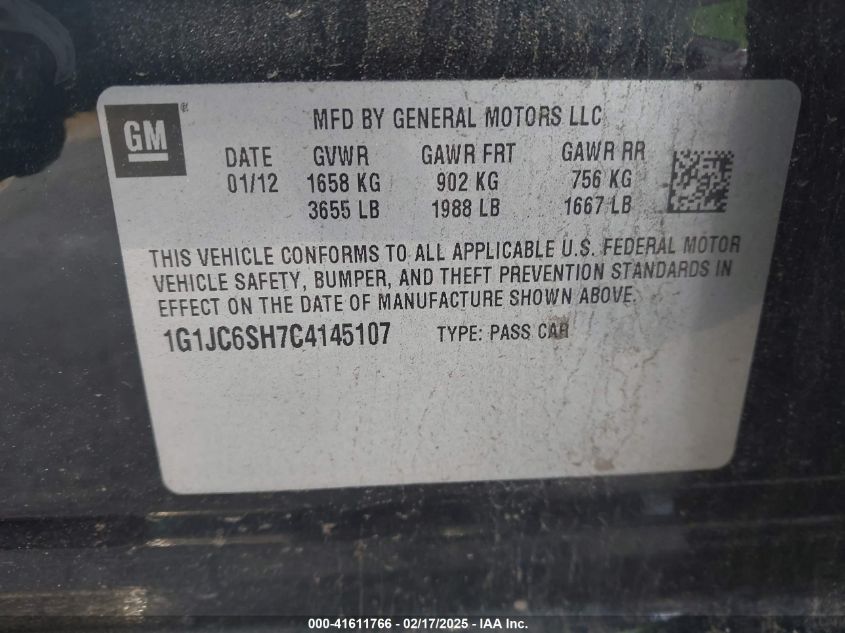 GM®
MFD BY GENERAL MOTORS LLC
DATE GVWR GAWR FRT GAWR RR
01/12 1658 KG 902 KG 756 KG
3655 LB 1988 LB 1667 LB
THIS VEHICLE CONFORMS TO ALL APPLICABLE U.S. FEDERAL MOTOR
VEHICLE SAFETY, BUMPER, AND THEFT PREVENTION STANDARDS IN
EFFECT ON THE DATE OF MANUFACTURE SHOWN ABOVE.
1G1JC6SH7C4145107 TYPE: PASS CAR
000-41611766 - 02/17/2025 - IAA Inc.